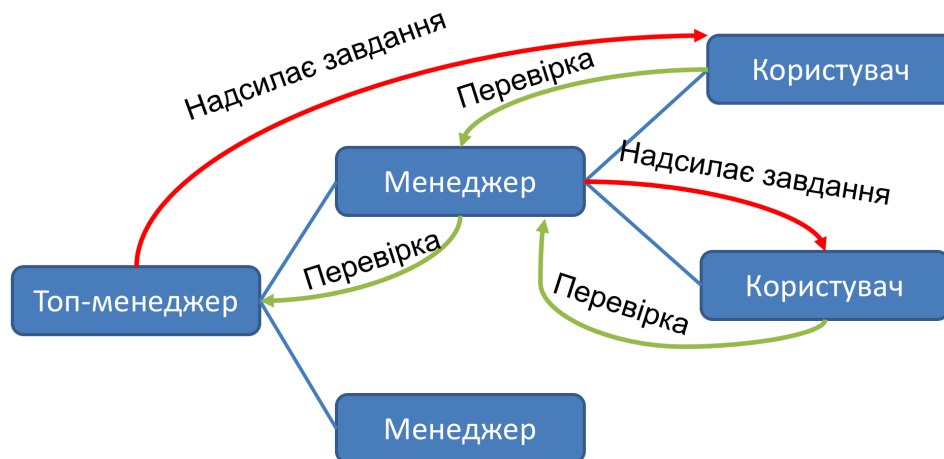 Надсилає завдання
Користувач
Перевірка
Менеджер
Надсилає завдання
Перевірка
Топ-менеджер
Користувач
Перевірка
Менеджер